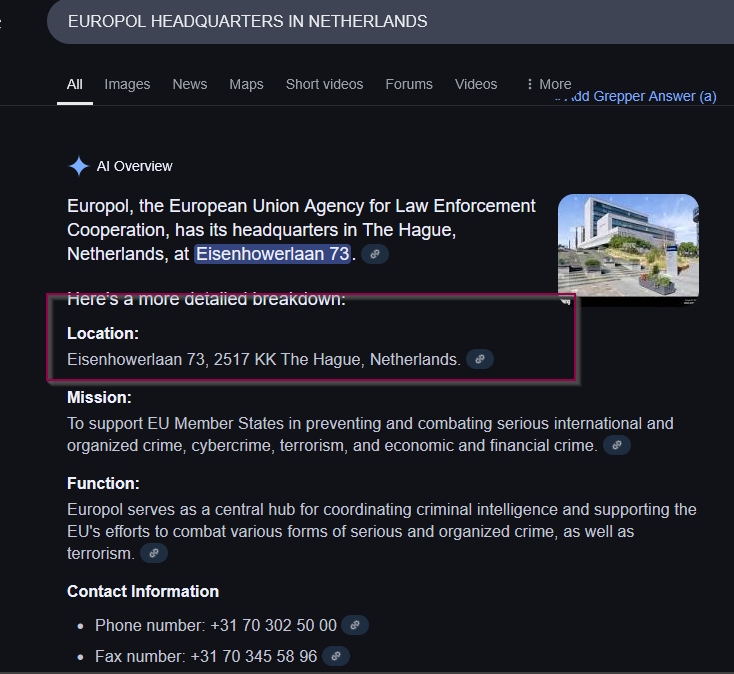 EUROPOL HEADQUARTERS IN NETHERLANDS
All Images News Maps Short videos Forums Videos More
Add Grepper Answer (a)
AI Overview
Europol, the European Union Agency for Law Enforcement
Cooperation, has its headquarters in The Hague,
Netherlands, at Eisenhowerlaan 73.
Here's a more detailed breakdown:
Location:
Eisenhowerlaan 73, 2517 KK The Hague, Netherlands.
Mission:
To support EU Member States in preventing and combating serious international and
organized crime, cybercrime, terrorism, and economic and financial crime.
Function:
Europol serves as a central hub for coordinating criminal intelligence and supporting the
EU's efforts to combat various forms of serious and organized crime, as well as
terrorism.
Contact Information
• Phone number: +31 70 302 50 00
• Fax number: +31 70 345 58 96